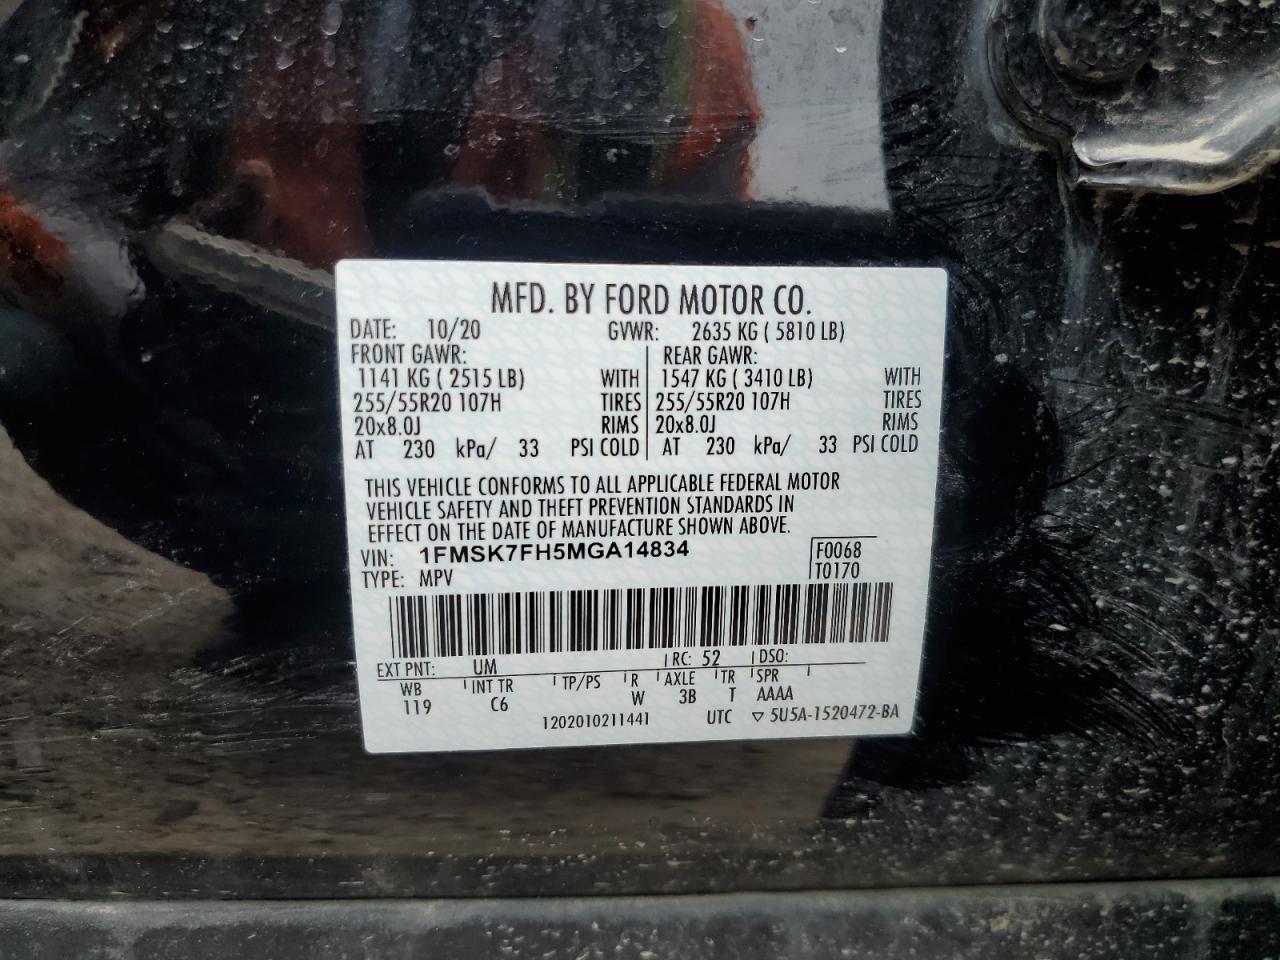 MFD. BY FORD MOTOR CO.
DATE: 10/20 GVWR: 2635 KG ( 5810 LB)
FRONT GAWR: REAR GAWR:
1141 KG ( 2515 LB) WITH 1547 KG ( 3410 LB) WITH
255/55R20 107H TIRES 255/55R20 107H TIRES
20x8.0J RIMS 20x8.0J RIMS
AT 230 kPa/ 33 PSI COLD AT 230 kPa/ 33 PSI COLD
THIS VEHICLE CONFORMS TO ALL APPLICABLE FEDERAL MOTOR
VEHICLE SAFETY AND THEFT PREVENTION STANDARDS IN
EFFECT ON THE DATE OF MANUFACTURE SHOWN ABOVE.
VIN: 1FMSK7FH5MGA14834 F0068
TYPE: MPV T0170
EXT PNT: UM RC: 52 DSO:
WB INT TR TP/PS R AXLE TR SPR
119 C6 W 3B T AAAA
1202010211441 UTC ▽ 5U5A-1520472-BA